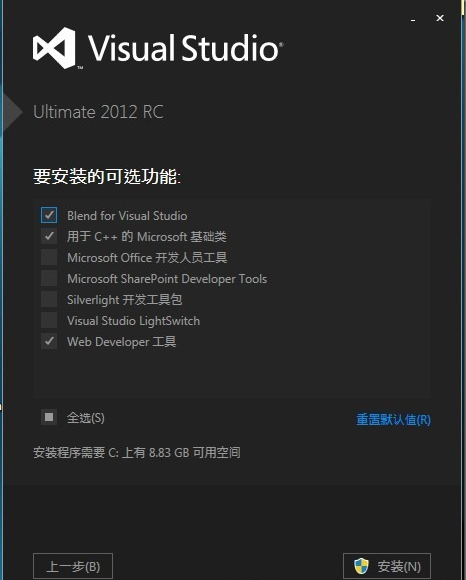 Visual Studio®
Ultimate 2012 RC
要安装的可选功能:
Blend for Visual Studio
用于 C++ 的 Microsoft 基础类
Microsoft Office 开发人员工具
Microsoft SharePoint Developer Tools
Silverlight 开发工具包
Visual Studio LightSwitch
Web Developer 工具
全选(S)
重置默认值(R)
安装程序需要 C: 上有 8.83 GB 可用空间
上一步(B)
安装(N)